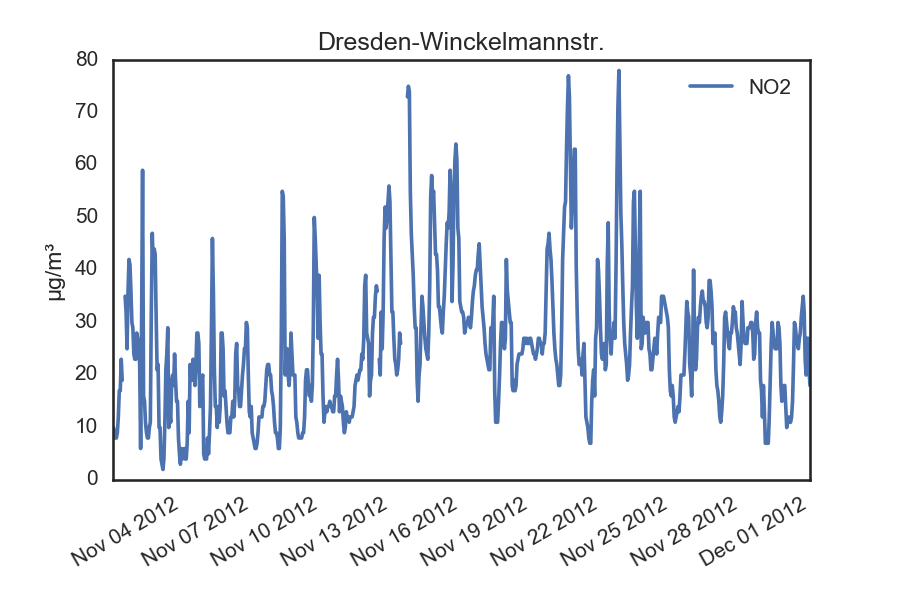 Dresden-Winckelmannstr.
NO2
µg/m³
80
70
60
50
40
30
20
10
0
Nov 04 2012
Nov 07 2012
Nov 10 2012
Nov 13 2012
Nov 16 2012
Nov 19 2012
Nov 22 2012
Nov 25 2012
Nov 28 2012
Dec 01 2012